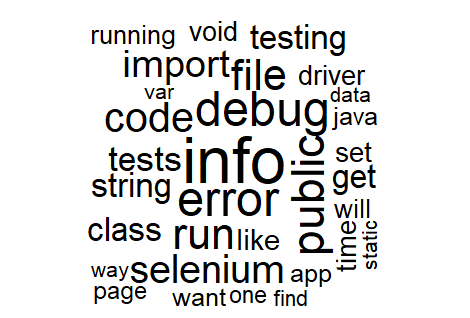 running void testing
import file driver
var data
code debug java
tests info public set
string error get
class run like will
time static
way selenium app
page want one find